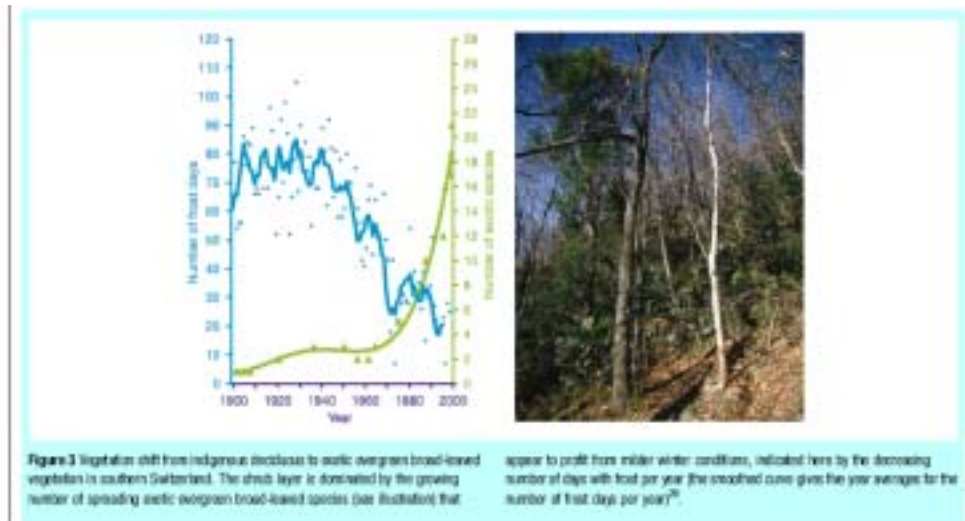 120
110
100
90
80
70
60
50
40
30
20
10
0
Number of frost days
28
26
24
22
20
18
16
14
12
10
8
6
4
2
0
Number of exotic species
1900 1920 1940 1960 1980 2000
Year
Figure 3 Vegetation shift from indigenous deciduous to exotic evergreen broad-leaved
vegetation in southern Switzerland. The shrub layer is dominated by the growing
number of spreading exotic evergreen broad-leaved species (see illustration) that
appear to profit from milder winter conditions, indicated here by the decreasing
number of days with frost per year (the smoothed curve gives five year averages for the
number of frost days per year)